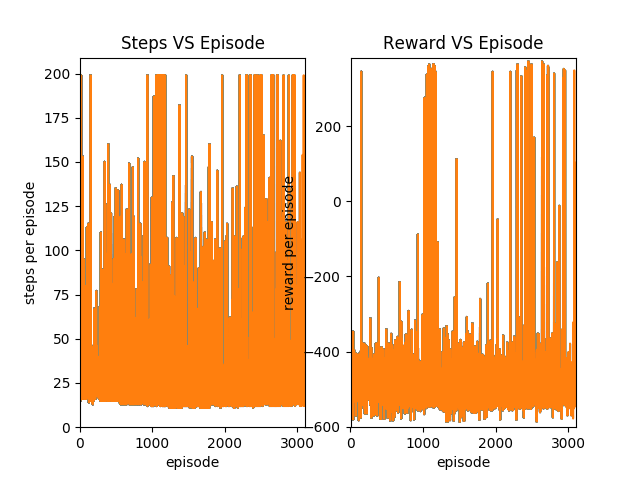 Steps VS Episode
steps per episode
200
175
150
125
100
75
50
25
0
0 1000 2000 3000
episode
Reward VS Episode
reward per episode
200
0
−200
−400
−600
0 1000 2000 3000
episode